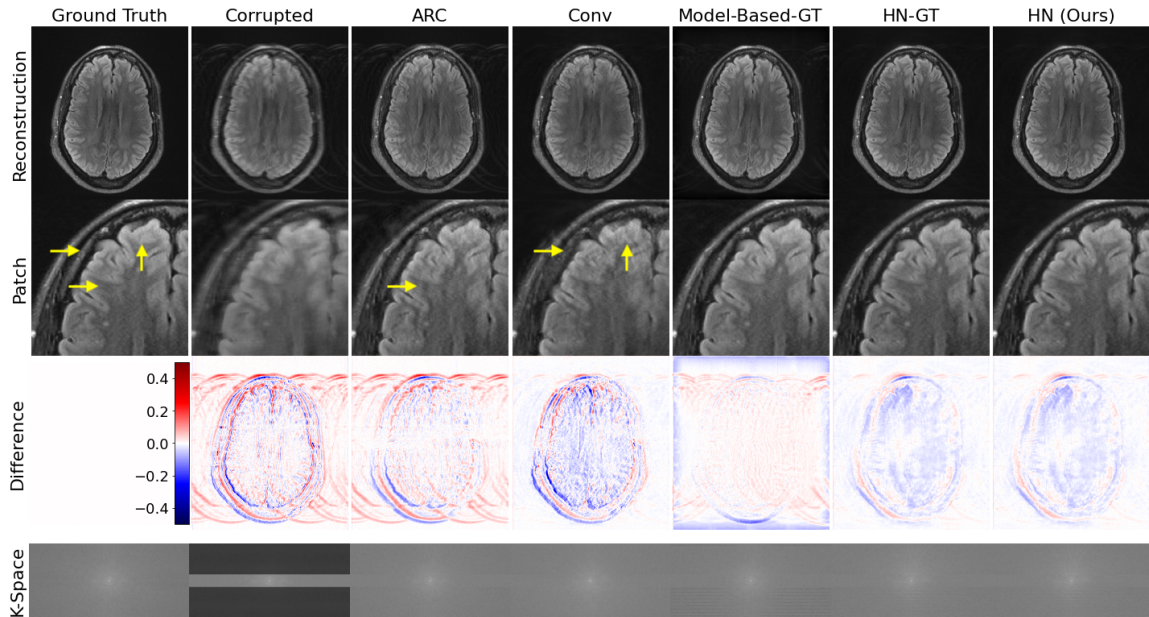 Ground Truth Corrupted ARC Conv Model-Based-GT HN-GT HN (Ours)
Reconstruction
Patch
Difference
0.4
0.2
0.0
−0.2
−0.4
K-Space